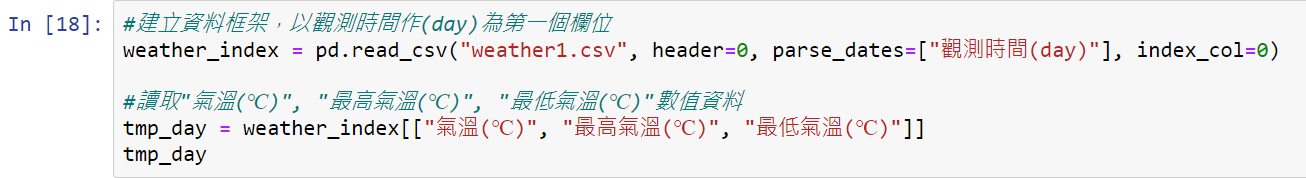 In [18]: #建立資料框架，以觀測時間作(day)為第一個欄位
weather_index = pd.read_csv("weather1.csv", header=0, parse_dates=["觀測時間(day)"], index_col=0)
#讀取"氣溫(℃)", "最高氣溫(℃)", "最低氣溫(℃)"數值資料
tmp_day = weather_index[["氣溫(℃)", "最高氣溫(℃)", "最低氣溫(℃)"]]
tmp_day